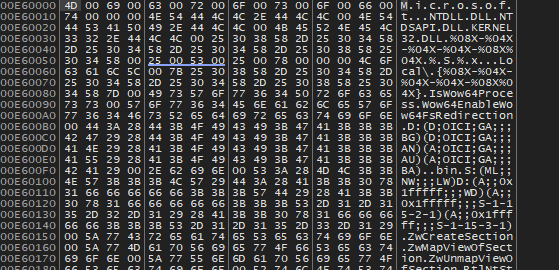 00E60000 4D 00 69 00 63 00 72 00 6F 00 73 00 6F 00 66 00 M.i.c.r.o.s.o.f.
00E60010 74 00 00 00 4E 54 44 4C 4C 2E 44 4C 4C 00 4E 54 t...NTDLL.DLL.NT
00E60020 44 53 41 50 49 2E 44 4C 4C 00 4B 45 52 4E 45 4C DSAPI.DLL.KERNEL
00E60030 33 32 2E 44 4C 4C 00 25 30 38 58 2D 25 30 34 58 32.DLL.%08X-%04X
00E60040 2D 25 30 34 58 2D 25 30 34 58 2D 25 30 38 58 25 -%04X-%04X-%08X%
00E60050 30 34 58 00 25 00 53 00 25 00 78 00 00 00 4C 6F 04X.%.S.%.x...Lo
00E60060 63 61 6C 5C 00 7B 25 30 38 58 2D 25 30 34 58 2D cal\.{%08X-%04X-
00E60070 25 30 34 58 2D 25 30 34 58 2D 25 30 38 58 25 30 %04X-%04X-%08X%0
00E60080 34 58 7D 00 49 73 57 6F 77 36 34 50 72 6F 63 65 4X}.IsWow64Proce
00E60090 73 73 00 57 6F 77 36 34 45 6E 61 62 6C 65 57 6F ss.Wow64EnableWo
00E600A0 77 36 34 46 73 52 65 64 69 72 65 63 74 69 6F 6E w64FsRedirection
00E600B0 00 44 3A 28 44 3B 4F 49 43 49 3B 47 41 3B 3B 3B .D:(D;OICI;GA;;;
00E600C0 42 47 29 28 44 3B 4F 49 43 49 3B 47 41 3B 3B 3B BG)(D;OICI;GA;;;
00E600D0 41 4E 29 28 41 3B 4F 49 43 49 3B 47 41 3B 3B 3B AN)(A;OICI;GA;;;
00E600E0 41 55 29 28 41 3B 4F 49 43 49 3B 47 41 3B 3B 3B AU)(A;OICI;GA;;;
00E600F0 42 41 29 00 2E 62 69 6E 00 53 3A 28 4D 4C 3B 3B BA)..bin.S:(ML;;
00E60100 4E 57 3B 3B 3B 4C 57 29 44 3A 28 41 3B 3B 30 78 NW;;;LW)D:(A;;0x
00E60110 31 66 66 66 66 66 3B 3B 3B 57 44 29 28 41 3B 3B 1fffff;;;WD)(A;;
00E60120 30 78 31 66 66 66 66 66 3B 3B 3B 53 2D 31 2D 31 0x1fffff;;;S-1-1
00E60130 35 2D 32 2D 31 29 28 41 3B 3B 30 78 31 66 66 66 5-2-1)(A;;0x1fff
00E60140 66 66 3B 3B 3B 53 2D 31 2D 31 35 2D 33 2D 31 29 ff;;;S-1-15-3-1)
00E60150 00 5A 77 43 72 65 61 74 65 53 65 63 74 69 6F 6E .ZwCreateSection
00E60160 00 5A 77 4D 61 70 56 69 65 77 4F 66 53 65 63 74 .ZwMapViewOfSect
00E60170 69 6F 6E 00 5A 77 55 6E 6D 61 70 56 69 65 77 4F ion.ZwUnmapViewO